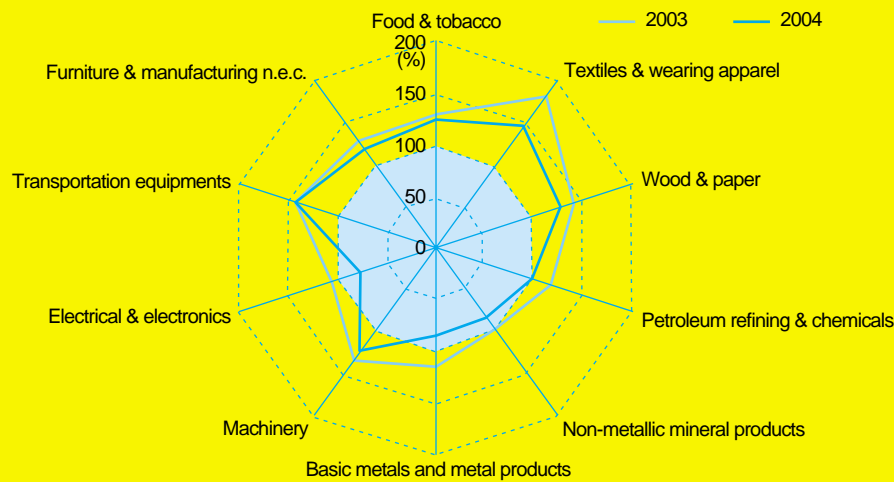 Food & tobacco
2003
2004
200
(%)
Furniture & manufacturing n.e.c.
Textiles & wearing apparel
150
100
Transportation equipments
Wood & paper
50
0
Electrical & electronics
Petroleum refining & chemicals
Machinery
Non-metallic mineral products
Basic metals and metal products